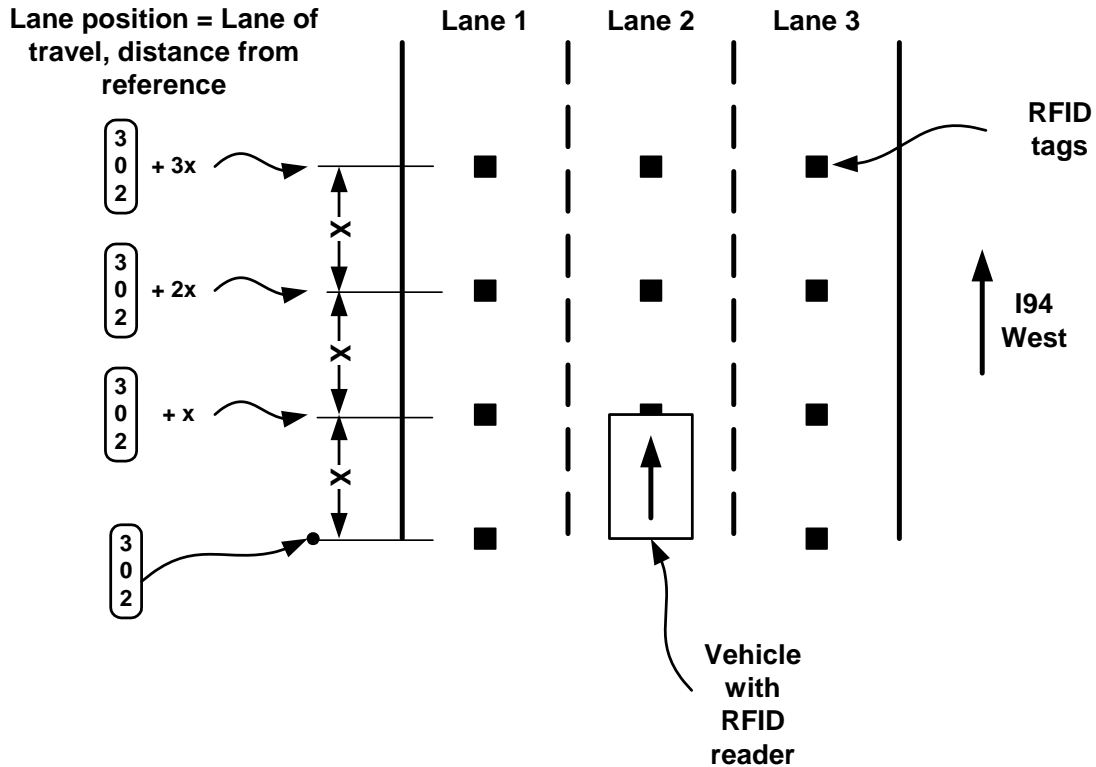 Lane position = Lane of
travel, distance from
reference
Lane 1
Lane 2
Lane 3
RFID
tags
3
0
2
+ 3x
X
3
0
2
+ 2x
I94
West
X
3
0
2
+ x
X
3
0
2
Vehicle
with
RFID
reader